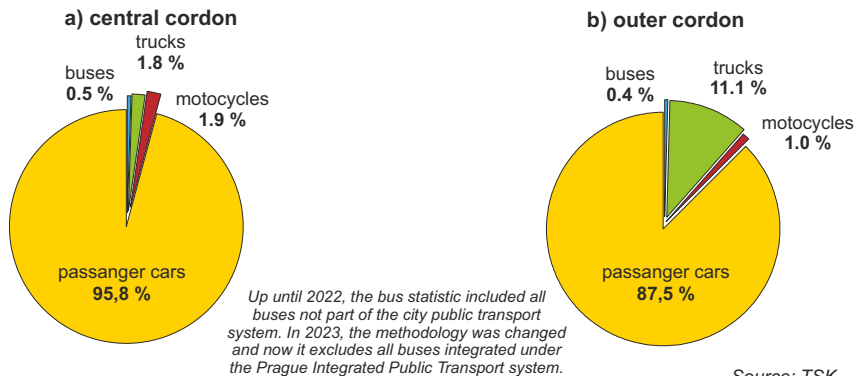 a) central cordon
trucks
1.8 %
buses
0.5 %
motocycles
1.9 %
passanger cars
95,8 %
b) outer cordon
buses
0.4 %
trucks
11.1 %
motocycles
1.0 %
passanger cars
87,5 %
Up until 2022, the bus statistic included all
buses not part of the city public transport
system. In 2023, the methodology was changed
and now it excludes all buses integrated under
the Prague Integrated Public Transport system.
Source: TSK